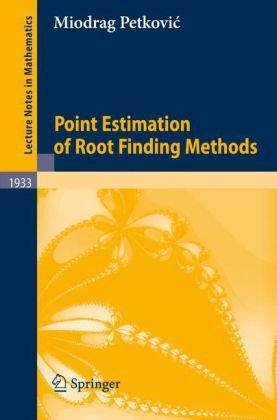 Lecture Notes in Mathematics
1933
Miodrag Petković
Point Estimation
of Root Finding Methods
Springer